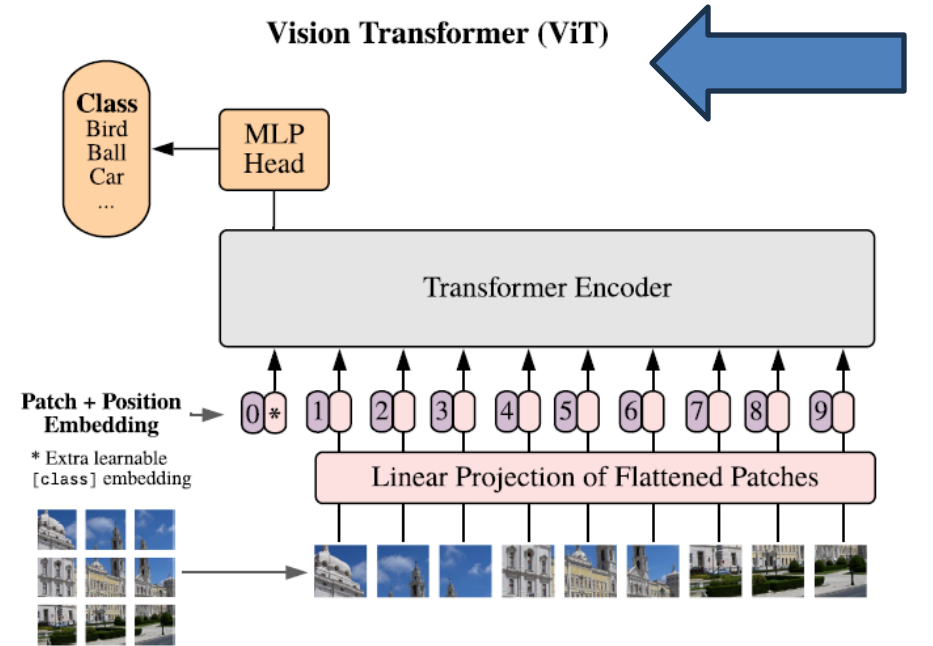 Vision Transformer (ViT)
Class
Bird
Ball
Car
...
MLP
Head
Transformer Encoder
Patch + Position
Embedding
0 * 1 2 3 4 5 6 7 8 9
* Extra learnable
[class] embedding
Linear Projection of Flattened Patches